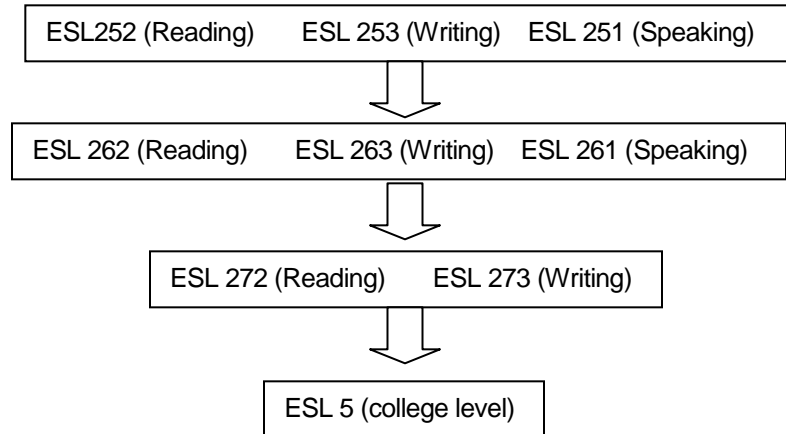 ESL252 (Reading) ESL 253 (Writing) ESL 251 (Speaking)
ESL 262 (Reading) ESL 263 (Writing) ESL 261 (Speaking)
ESL 272 (Reading) ESL 273 (Writing)
ESL 5 (college level)